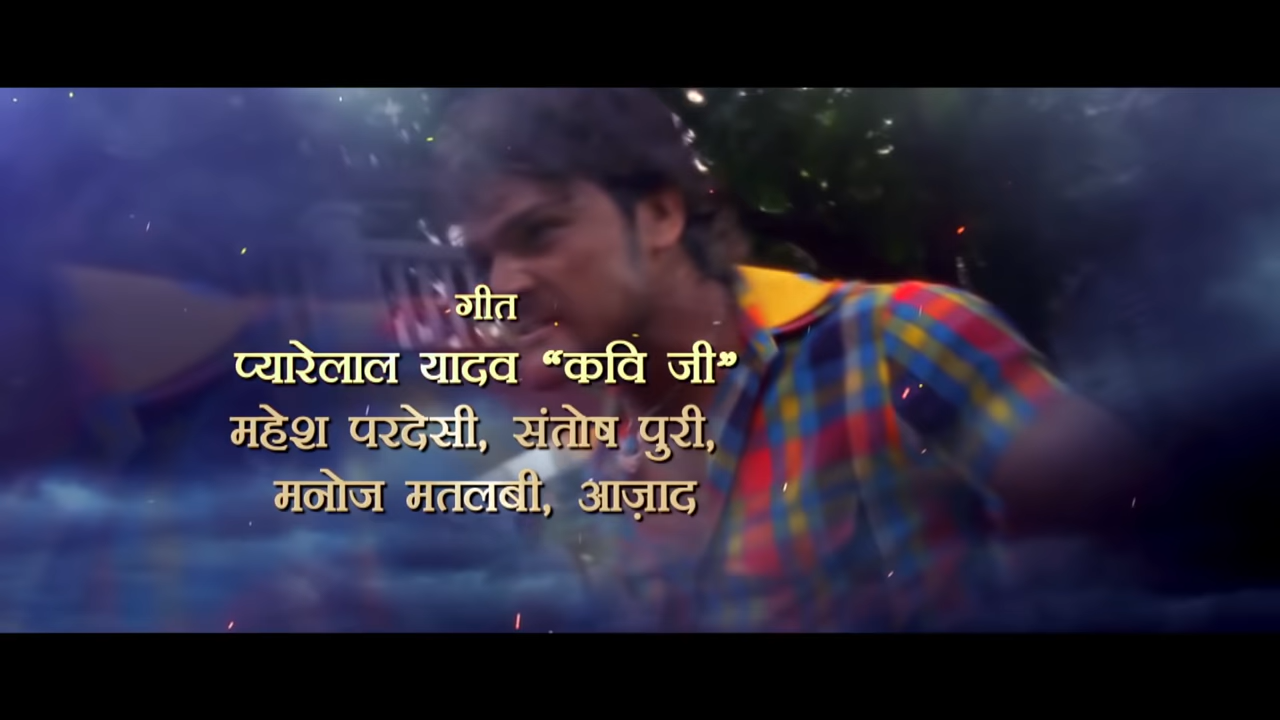 गीत
प्यारेलाल यादव “कवि जी”
महेश परदेसी, संतोष पुरी,
मनोज मतलबी, आज़ाद